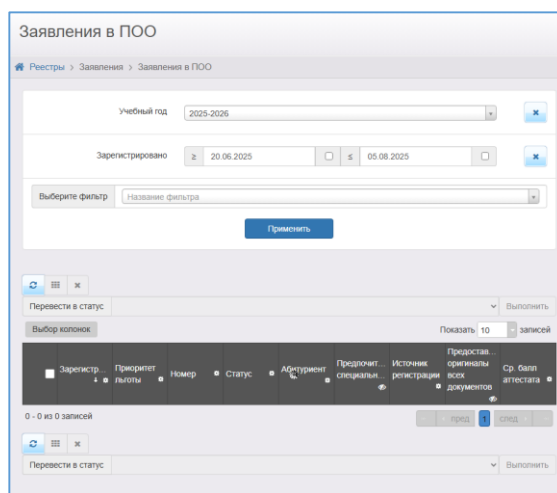 Заявления в ПОО
Реестры > Заявления > Заявления в ПОО
Учебный год 2025-2026
Зарегистрировано ≥ 20.06.2025 ≤ 05.08.2025
Выберите фильтр Название фильтра
Применить
Перевести в статус Выполнить
Выбор колонок Показать 10 записей
Зарегистр... Приоритет льготы Номер Статус Абитуриент Предпочит... специальн... Источник регистрации Предостав... оригиналы всех документов Ср. балл аттестата
0 - 0 из 0 записей пред 1 след
Перевести в статус Выполнить